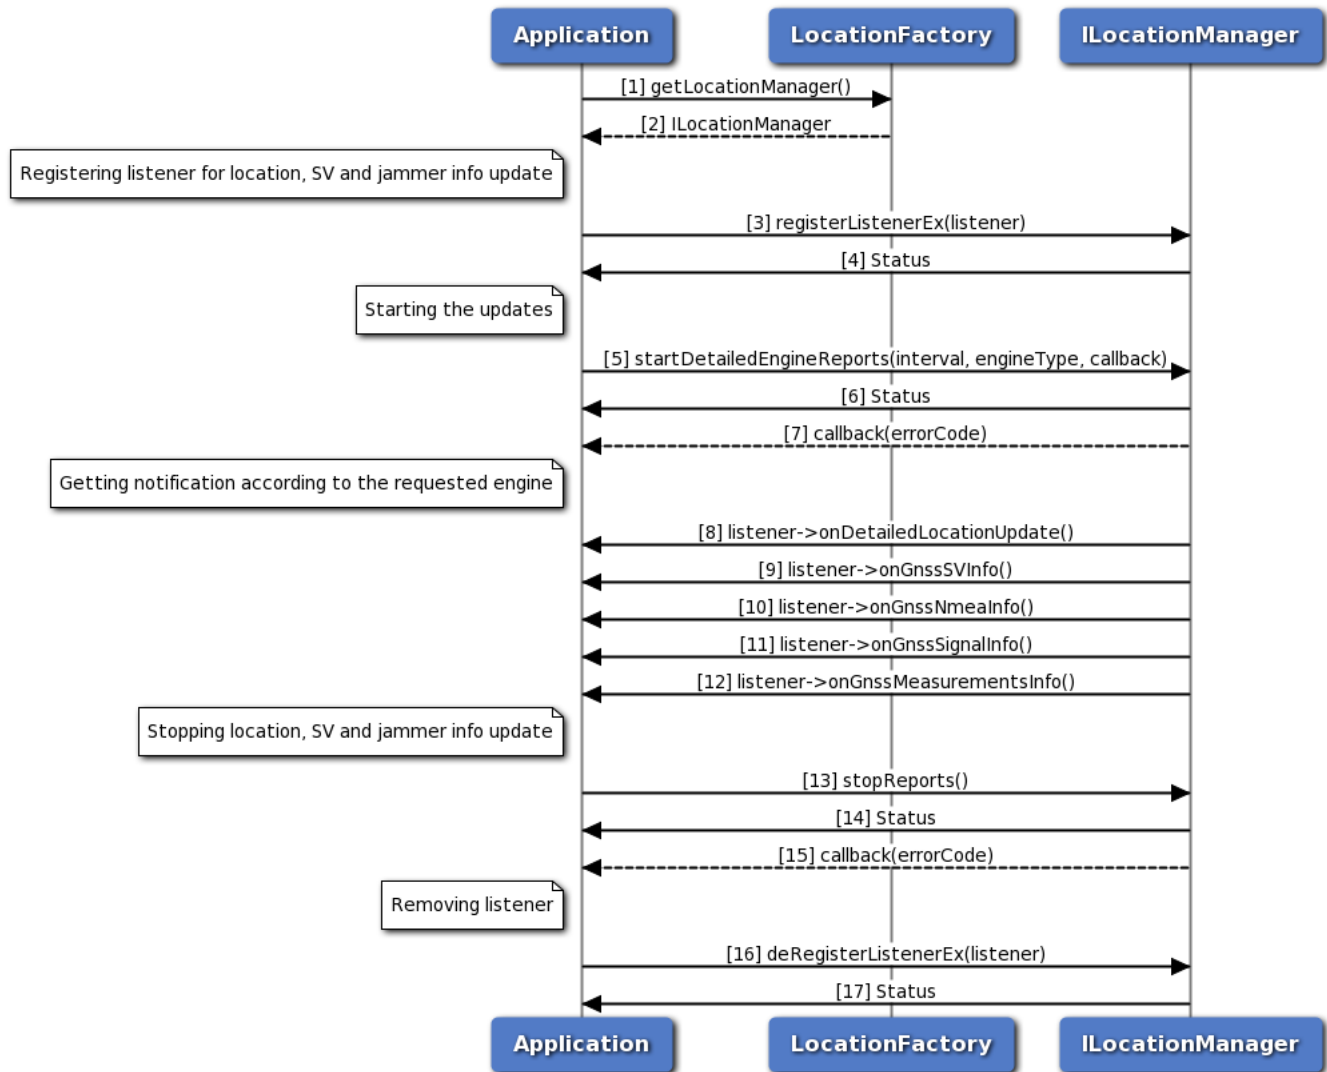 Application
LocationFactory
ILocationManager
[1] getLocationManager()
[2] ILocationManager
Registering listener for location, SV and jammer info update
[3] registerListenerEx(listener)
[4] Status
Starting the updates
[5] startDetailedEngineReports(interval, engineType, callback)
[6] Status
[7] callback(errorCode)
Getting notification according to the requested engine
[8] listener->onDetailedLocationUpdate()
[9] listener->onGnssSVInfo()
[10] listener->onGnssNmeaInfo()
[11] listener->onGnssSignalInfo()
[12] listener->onGnssMeasurementsInfo()
Stopping location, SV and jammer info update
[13] stopReports()
[14] Status
[15] callback(errorCode)
Removing listener
[16] deRegisterListenerEx(listener)
[17] Status
Application
LocationFactory
ILocationManager